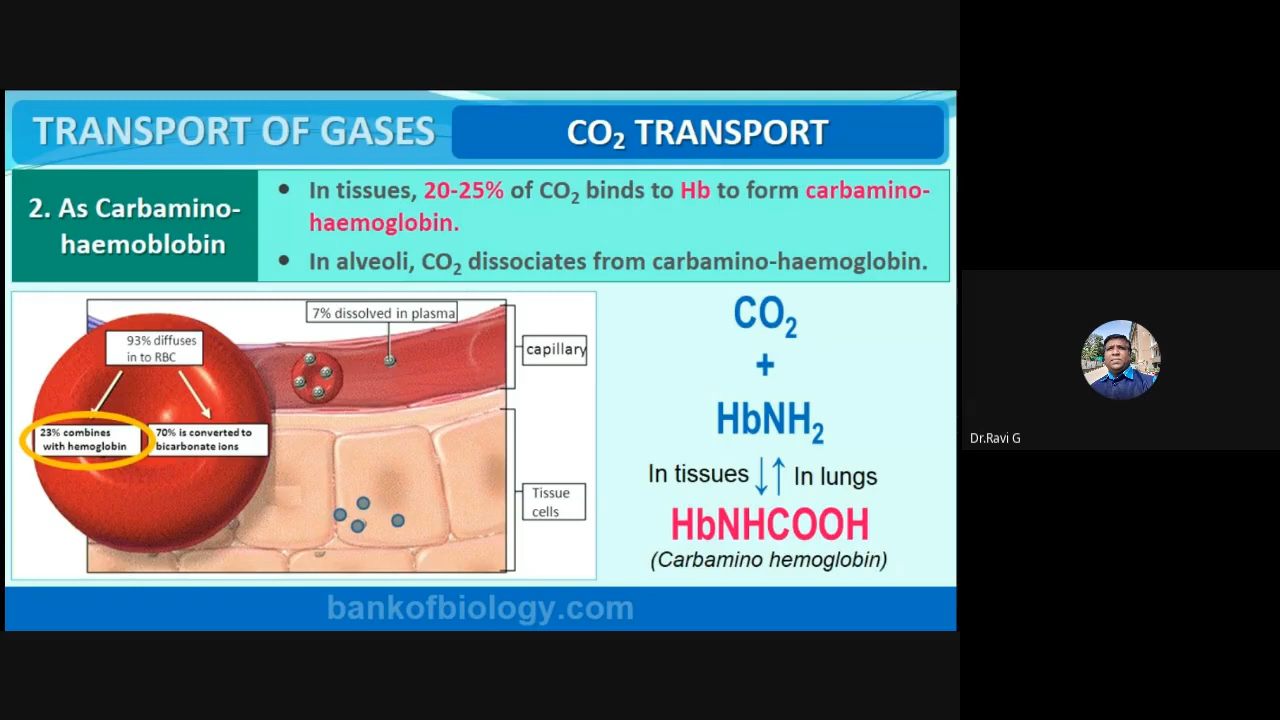 TRANSPORT OF GASES
CO₂ TRANSPORT
2. As Carbamino-
haemoblobin
• In tissues, 20-25% of CO₂ binds to Hb to form carbamino-
haemoglobin.
• In alveoli, CO₂ dissociates from carbamino-haemoglobin.
7% dissolved in plasma
93% diffuses
in to RBC
capillary
23% combines
with hemoglobin
70% is converted to
bicarbonate ions
Tissue
cells
CO₂
+
HbNH₂
In tissues ↓↑ In lungs
HbNHCOOH
(Carbamino hemoglobin)
bankofbiology.com
Dr.Ravi G